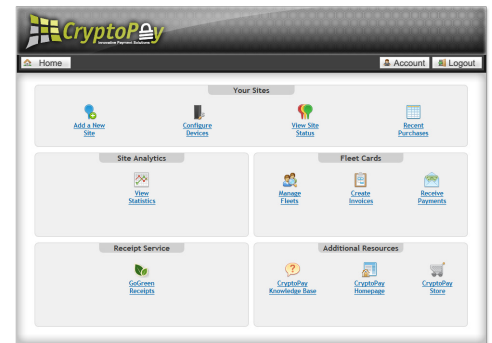 CryptoPay
Innovative Payment Solutions
Home
Account
Logout
Your Sites
Add a New
Site
Configure
Devices
View Site
Status
Recent
Purchases
Site Analytics
View
Statistics
Fleet Cards
Manage
Fleets
Create
Invoices
Receive
Payments
Receipt Service
GoGreen
Receipts
Additional Resources
CryptoPay
Knowledge Base
CryptoPay
Homepage
CryptoPay
Store